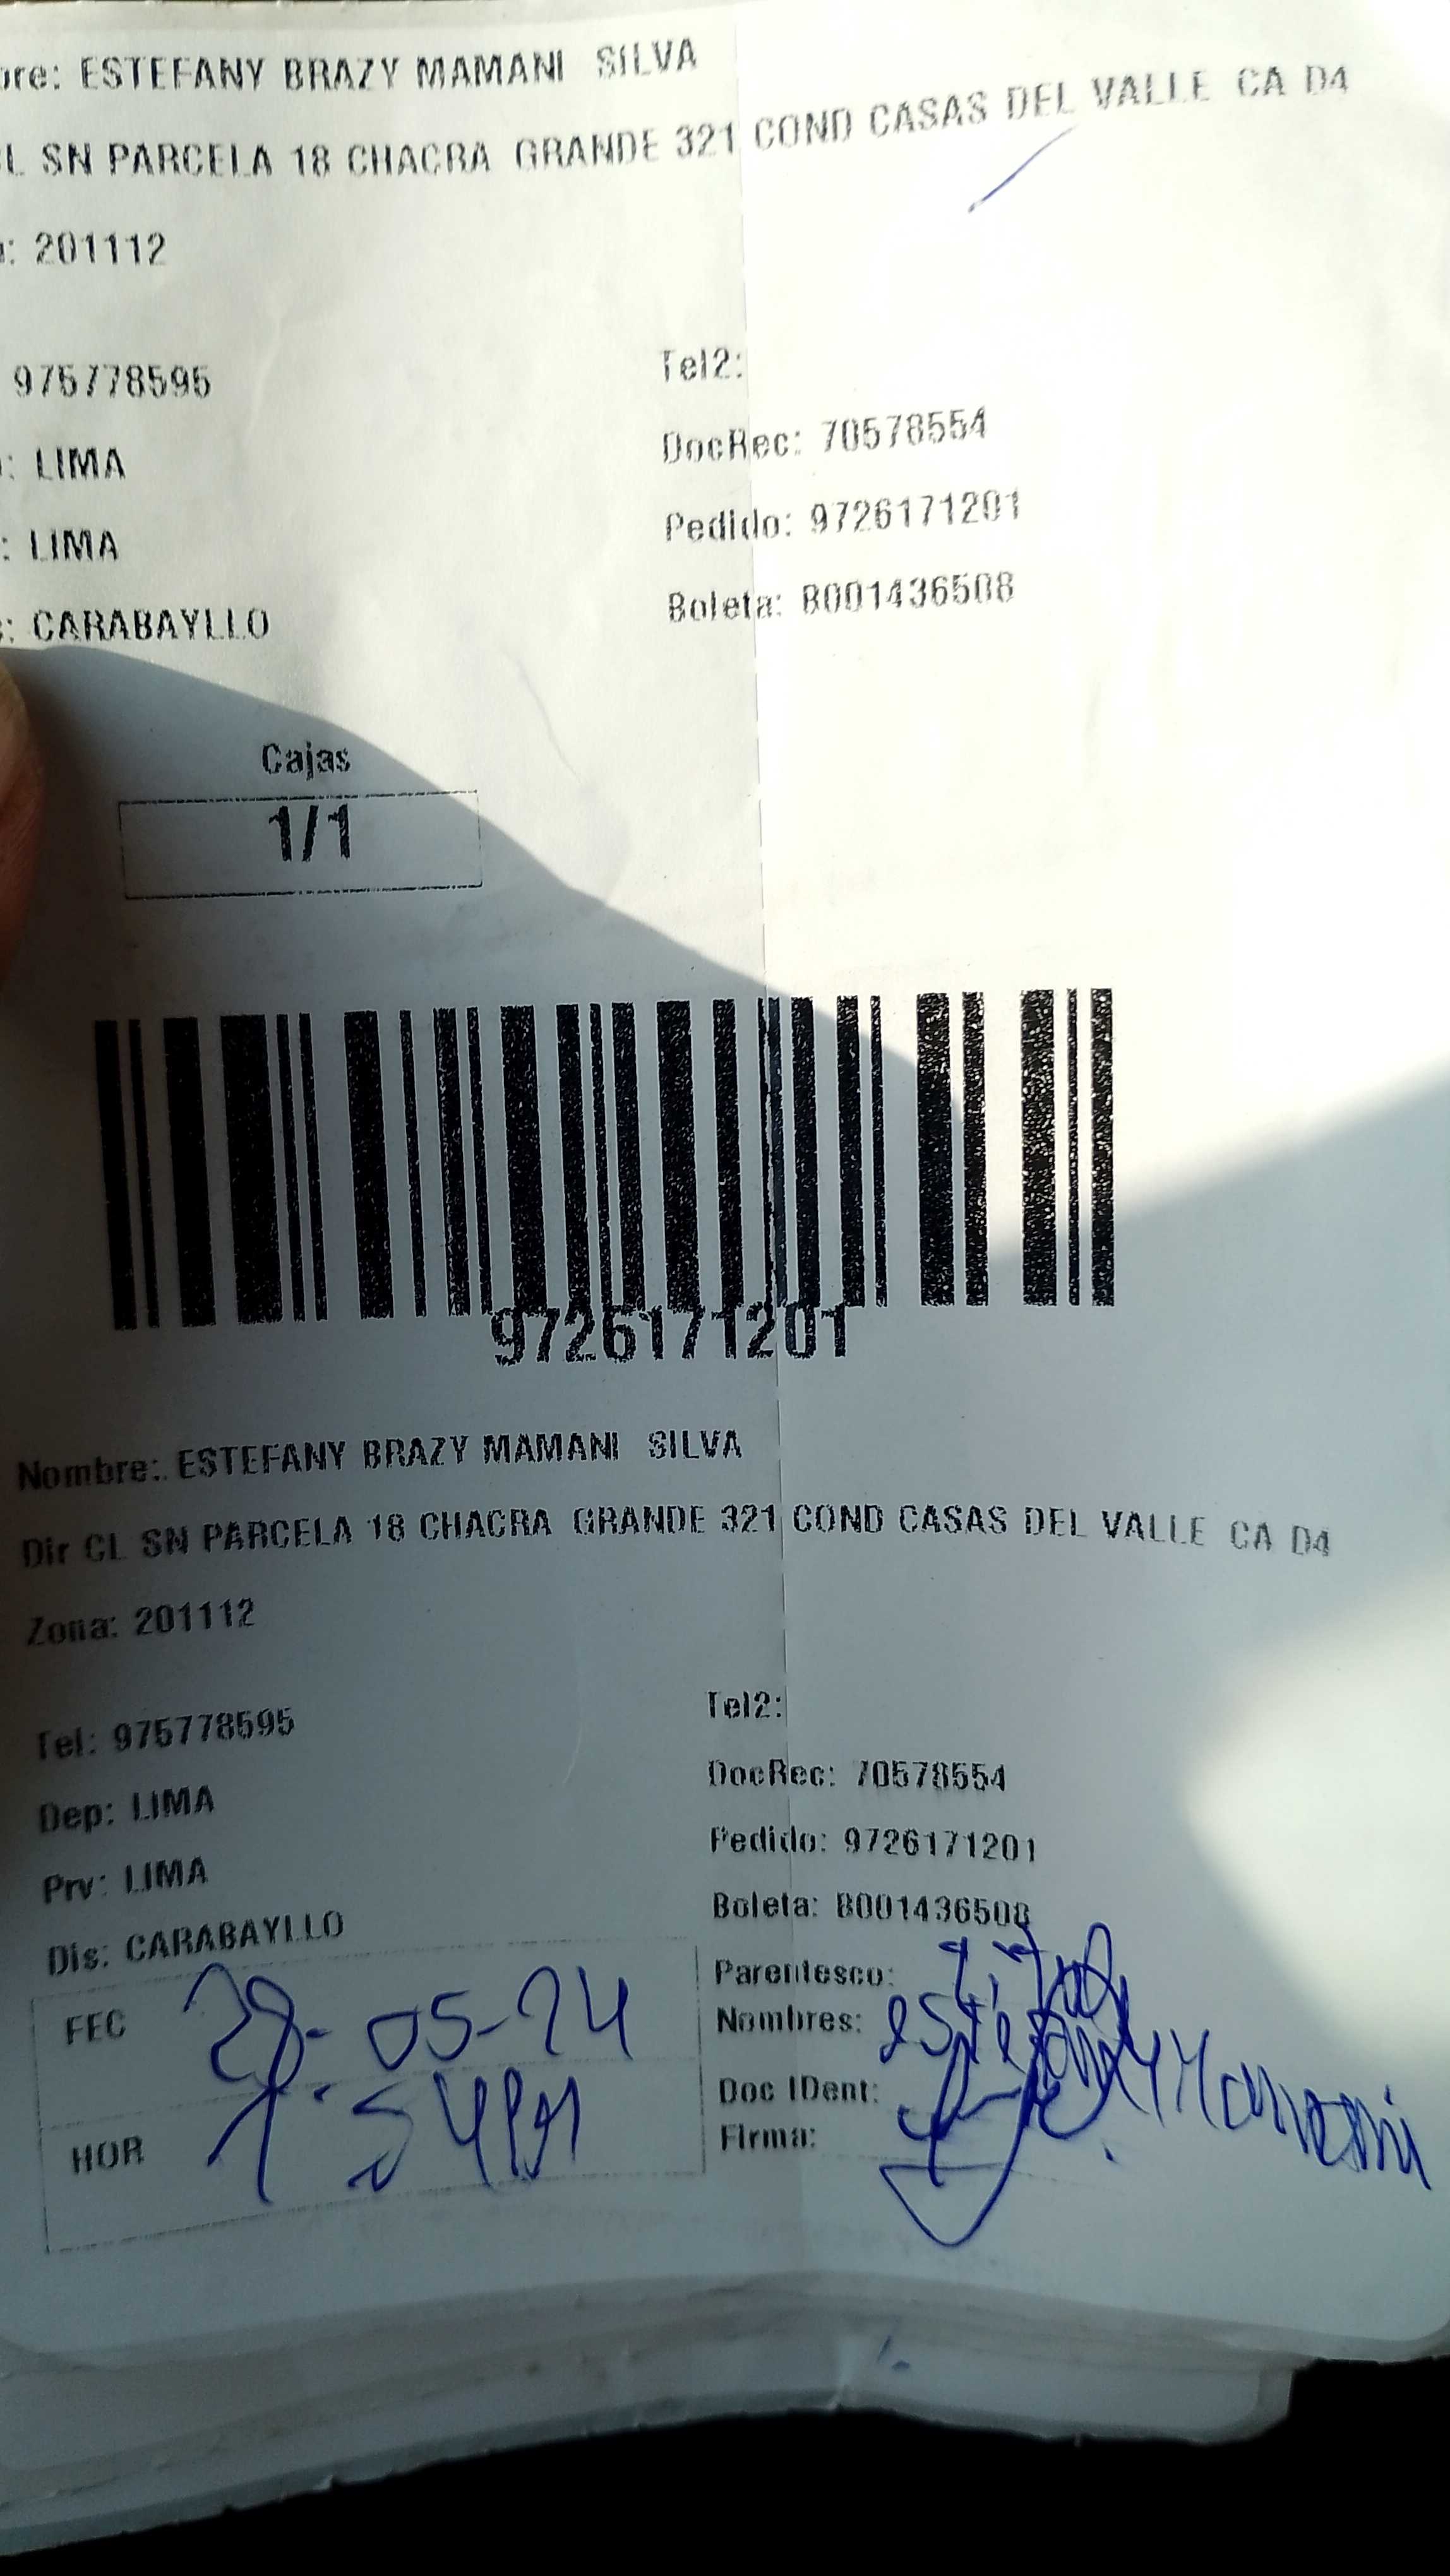 bre: ESTEFANY BRAZY MAMANI SILVA
CL SN PARCELA 18 CHACRA GRANDE 321 COND CASAS DEL VALLE CA D4
a: 201112
975778595
Tel2:
DocRec: 70578554
: LIMA
Pedido: 9726171201
: LIMA
Boleta: B001436508
: CARABAYLLO
Cajas
1/1
9726171201
Nombre: ESTEFANY BRAZY MAMANI SILVA
Dir CL SN PARCELA 18 CHACRA GRANDE 321 COND CASAS DEL VALLE CA D4
Zona: 201112
Tel2:
Tel: 975778595
DocRec: 70578554
Dep: LIMA
Pedido: 9726171201
Prv: LIMA
Boleta: B001436508
Dis: CARABAYLLO
Parentesco:
FEC 28-05-24
Nombres: estefany Mamani
Doc IDent:
HOR
Firma: